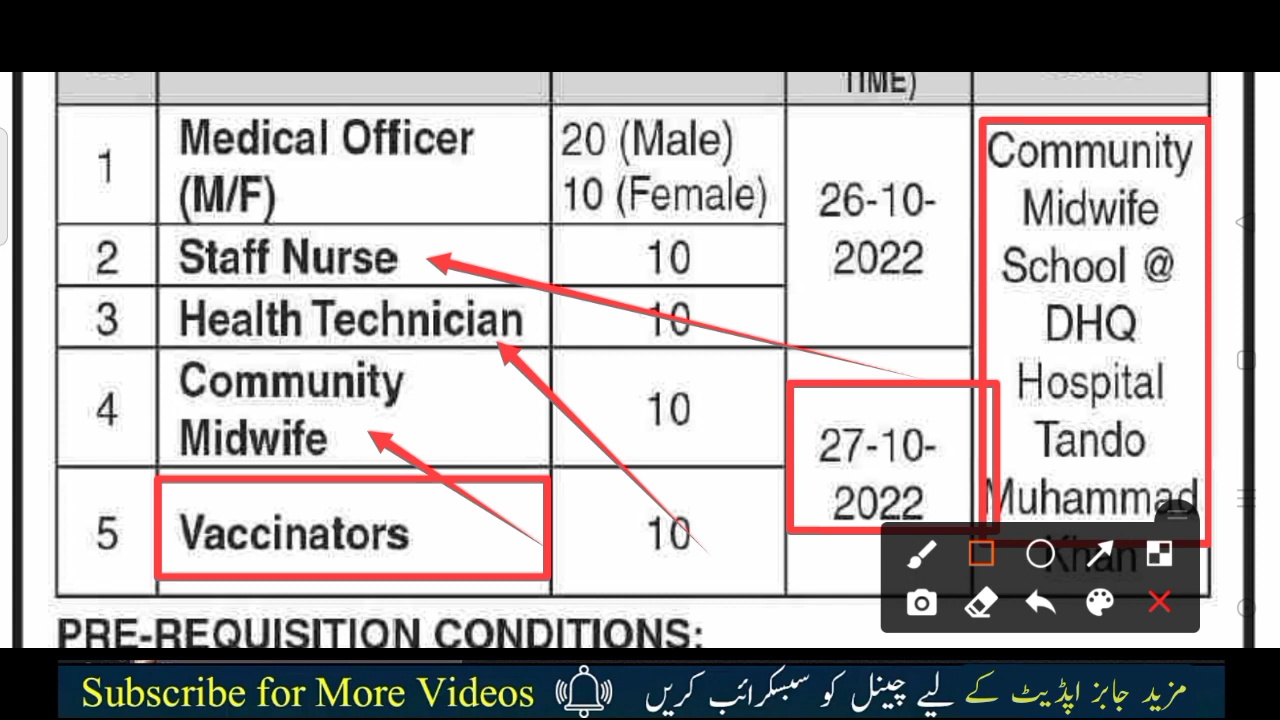 TIME)
1
Medical Officer
(M/F)
20 (Male)
10 (Female)
26-10-
2022
Community
Midwife
School @
DHQ
Hospital
Tando
Muhammad
Khan
2
Staff Nurse
10
3
Health Technician
10
4
Community
Midwife
10
27-10-
2022
5
Vaccinators
10
PRE-REQUISITION CONDITIONS:
Subscribe for More Videos
مزید جابز اپڈیٹ کے لیے چینل کو سبسکرائب کریں